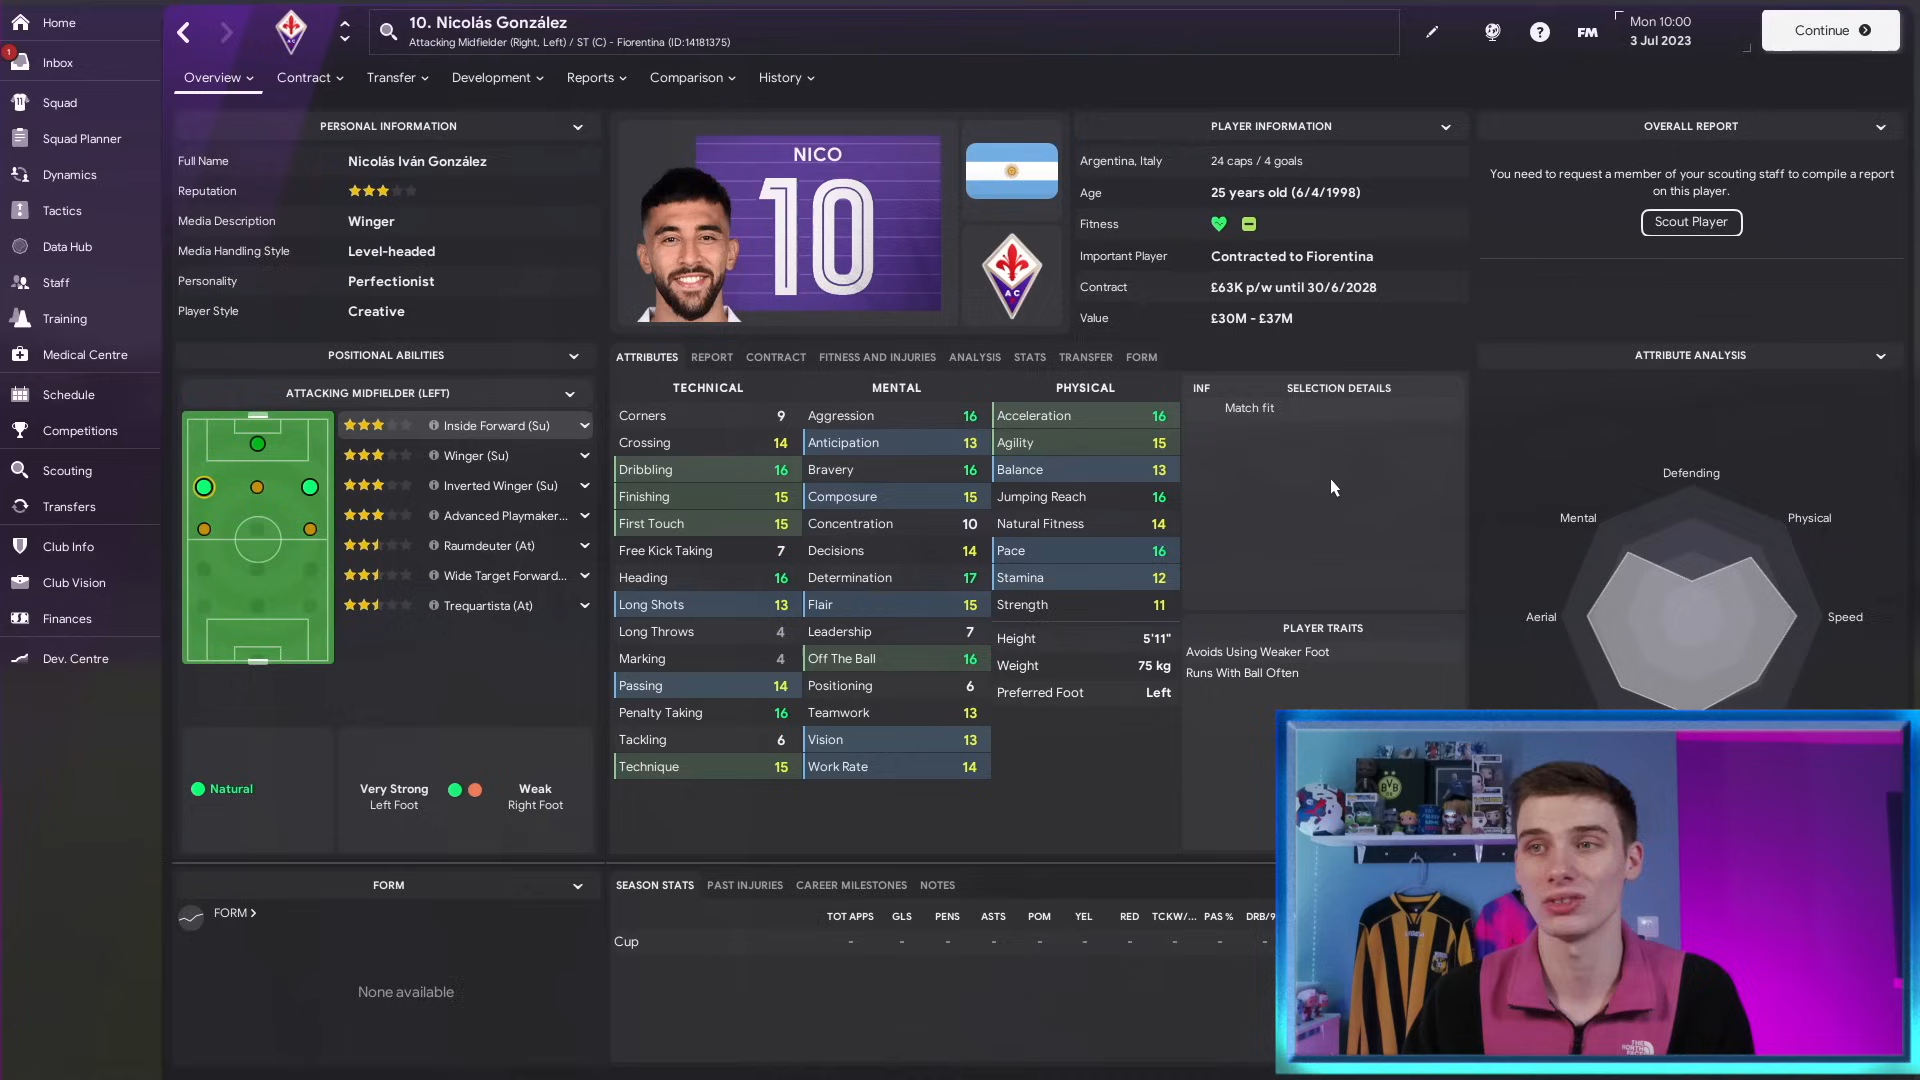 Home
1
Inbox
Squad
Squad Planner
Dynamics
Tactics
Data Hub
Staff
Training
Medical Centre
Schedule
Competitions
Scouting
Transfers
Club Info
Club Vision
Finances
Dev. Centre
10. Nicolás González
Attacking Midfielder (Right, Left) / ST (C) - Fiorentina (ID:14181375)
FM
Mon 10:00
3 Jul 2023
Continue
Overview
Contract
Transfer
Development
Reports
Comparison
History
PERSONAL INFORMATION
Full Name Nicolás Iván González
Reputation
Media Description Winger
Media Handling Style Level-headed
Personality Perfectionist
Player Style Creative
NICO
10
AC
PLAYER INFORMATION
Argentina, Italy 24 caps / 4 goals
Age 25 years old (6/4/1998)
Fitness
Important Player Contracted to Fiorentina
Contract £63K p/w until 30/6/2028
Value £30M - £37M
OVERALL REPORT
You need to request a member of your scouting staff to compile a report
on this player.
Scout Player
POSITIONAL ABILITIES
ATTACKING MIDFIELDER (LEFT)
Inside Forward (Su)
Winger (Su)
Inverted Winger (Su)
Advanced Playmaker...
Raumdeuter (At)
Wide Target Forward...
Trequartista (At)
Natural
Very Strong
Left Foot
Weak
Right Foot
ATTRIBUTES REPORT CONTRACT FITNESS AND INJURIES ANALYSIS STATS TRANSFER FORM
TECHNICAL
Corners 9
Crossing 14
Dribbling 16
Finishing 15
First Touch 15
Free Kick Taking 7
Heading 16
Long Shots 13
Long Throws 4
Marking 4
Passing 14
Penalty Taking 16
Tackling 6
Technique 15
MENTAL
Aggression 16
Anticipation 13
Bravery 16
Composure 15
Concentration 10
Decisions 14
Determination 17
Flair 15
Leadership 7
Off The Ball 16
Positioning 6
Teamwork 13
Vision 13
Work Rate 14
PHYSICAL
Acceleration 16
Agility 15
Balance 13
Jumping Reach 16
Natural Fitness 14
Pace 16
Stamina 12
Strength 11
Height 5'11"
Weight 75 kg
Preferred Foot Left
INF SELECTION DETAILS
Match fit
PLAYER TRAITS
Avoids Using Weaker Foot
Runs With Ball Often
ATTRIBUTE ANALYSIS
Defending
Mental
Physical
Aerial
Speed
FORM
FORM
None available
SEASON STATS PAST INJURIES CAREER MILESTONES NOTES
TOT APPS GLS PENS ASTS POM YEL RED TCKW/... PAS % DRB/9
Cup - - - - - - - - - -
BVB
09
THE
NORTH
FACE